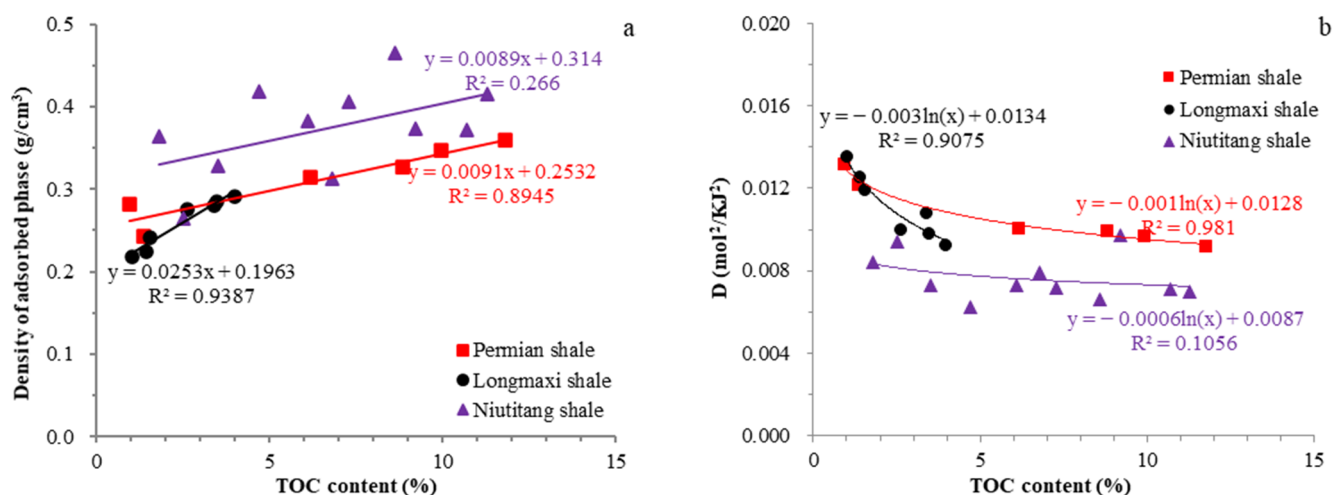 a
0.5
0.4
0.3
0.2
0.1
0.0
Density of adsorbed phase (g/cm³)
y = 0.0089x + 0.314
R² = 0.266
y = 0.0091x + 0.2532
R² = 0.8945
y = 0.0253x + 0.1963
R² = 0.9387
Permian shale
Longmaxi shale
Niutitang shale
0 5 10 15
TOC content (%)
b
0.020
0.016
0.012
0.008
0.004
0.000
D (mol²/KJ²)
Permian shale
Longmaxi shale
Niutitang shale
y = − 0.003ln(x) + 0.0134
R² = 0.9075
y = − 0.001ln(x) + 0.0128
R² = 0.981
y = − 0.0006ln(x) + 0.0087
R² = 0.1056
0 5 10 15
TOC content (%)